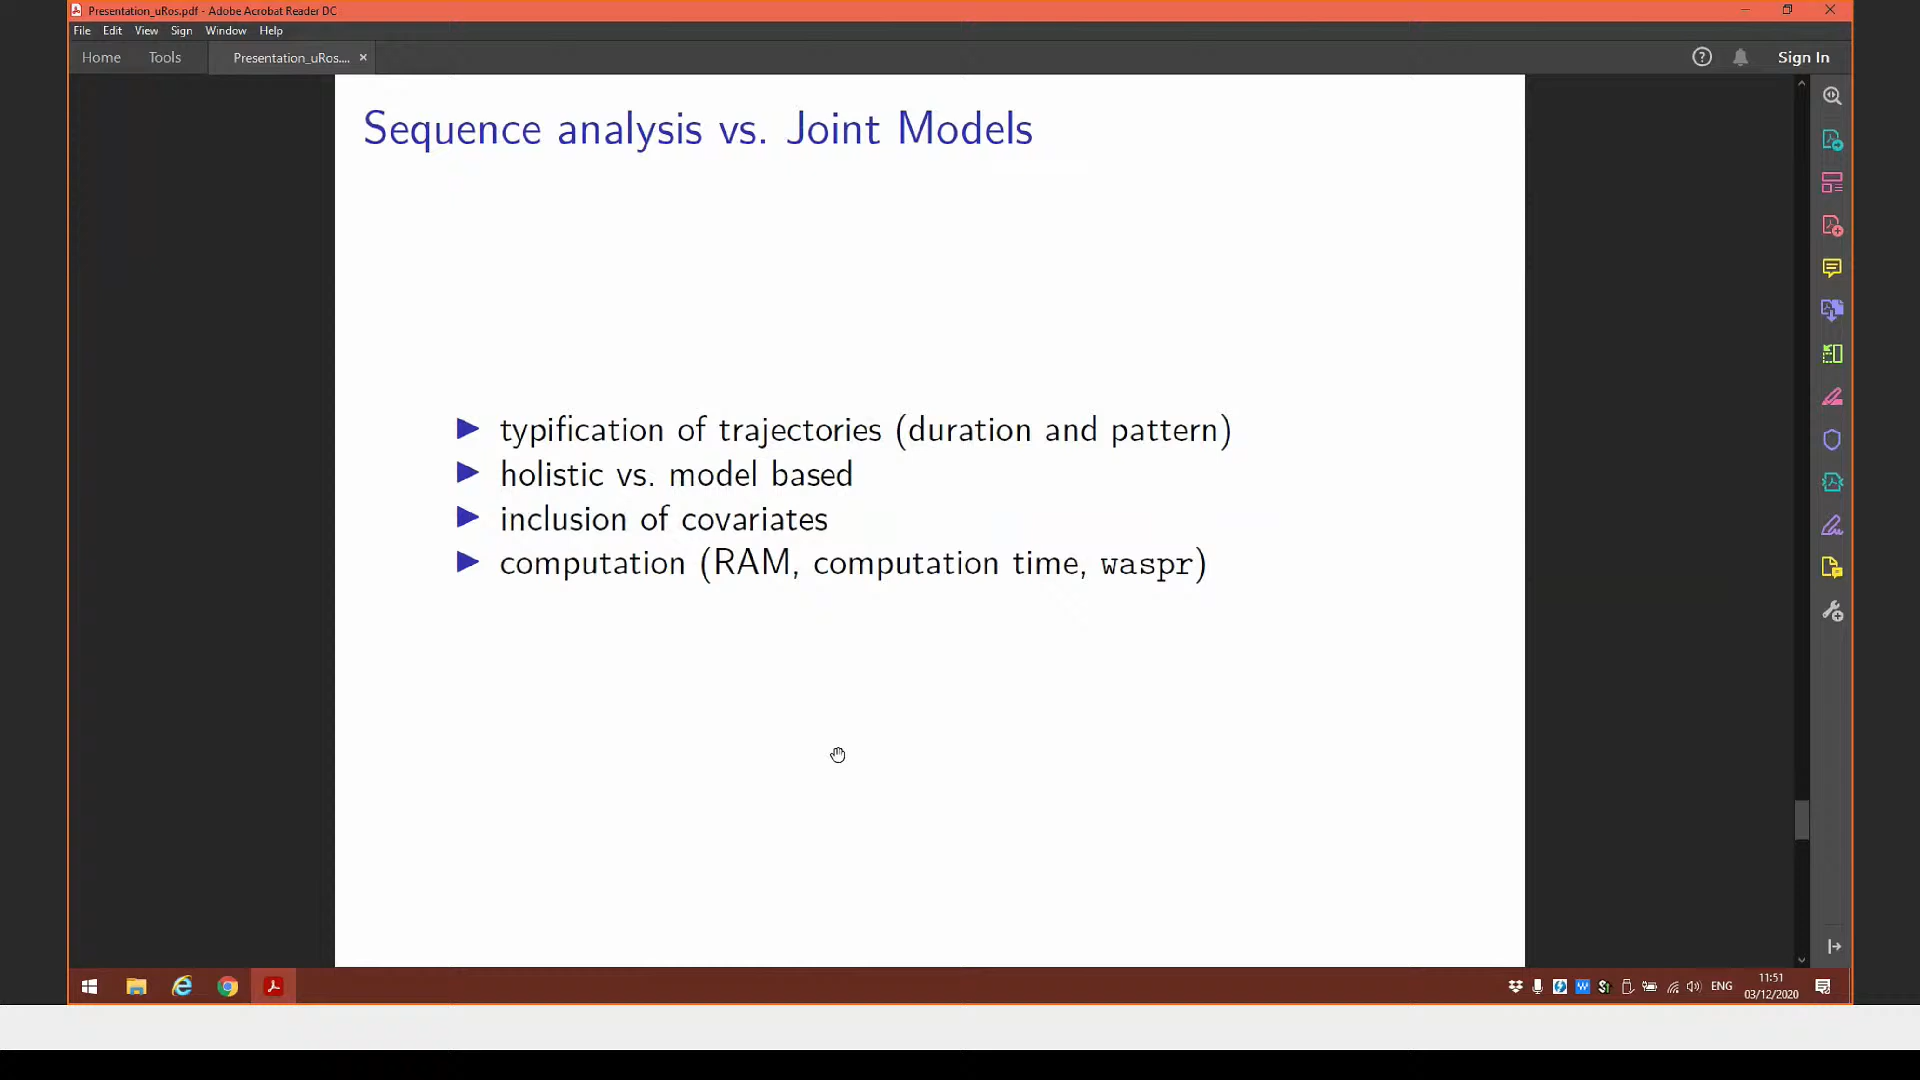 Presentation_uRos.pdf - Adobe Acrobat Reader DC
File Edit View Sign Window Help
Home Tools Presentation_uRos.... × Sign In
Sequence analysis vs. Joint Models
typification of trajectories (duration and pattern)
holistic vs. model based
inclusion of covariates
computation (RAM, computation time, waspr)
ENG
11:51
03/12/2020